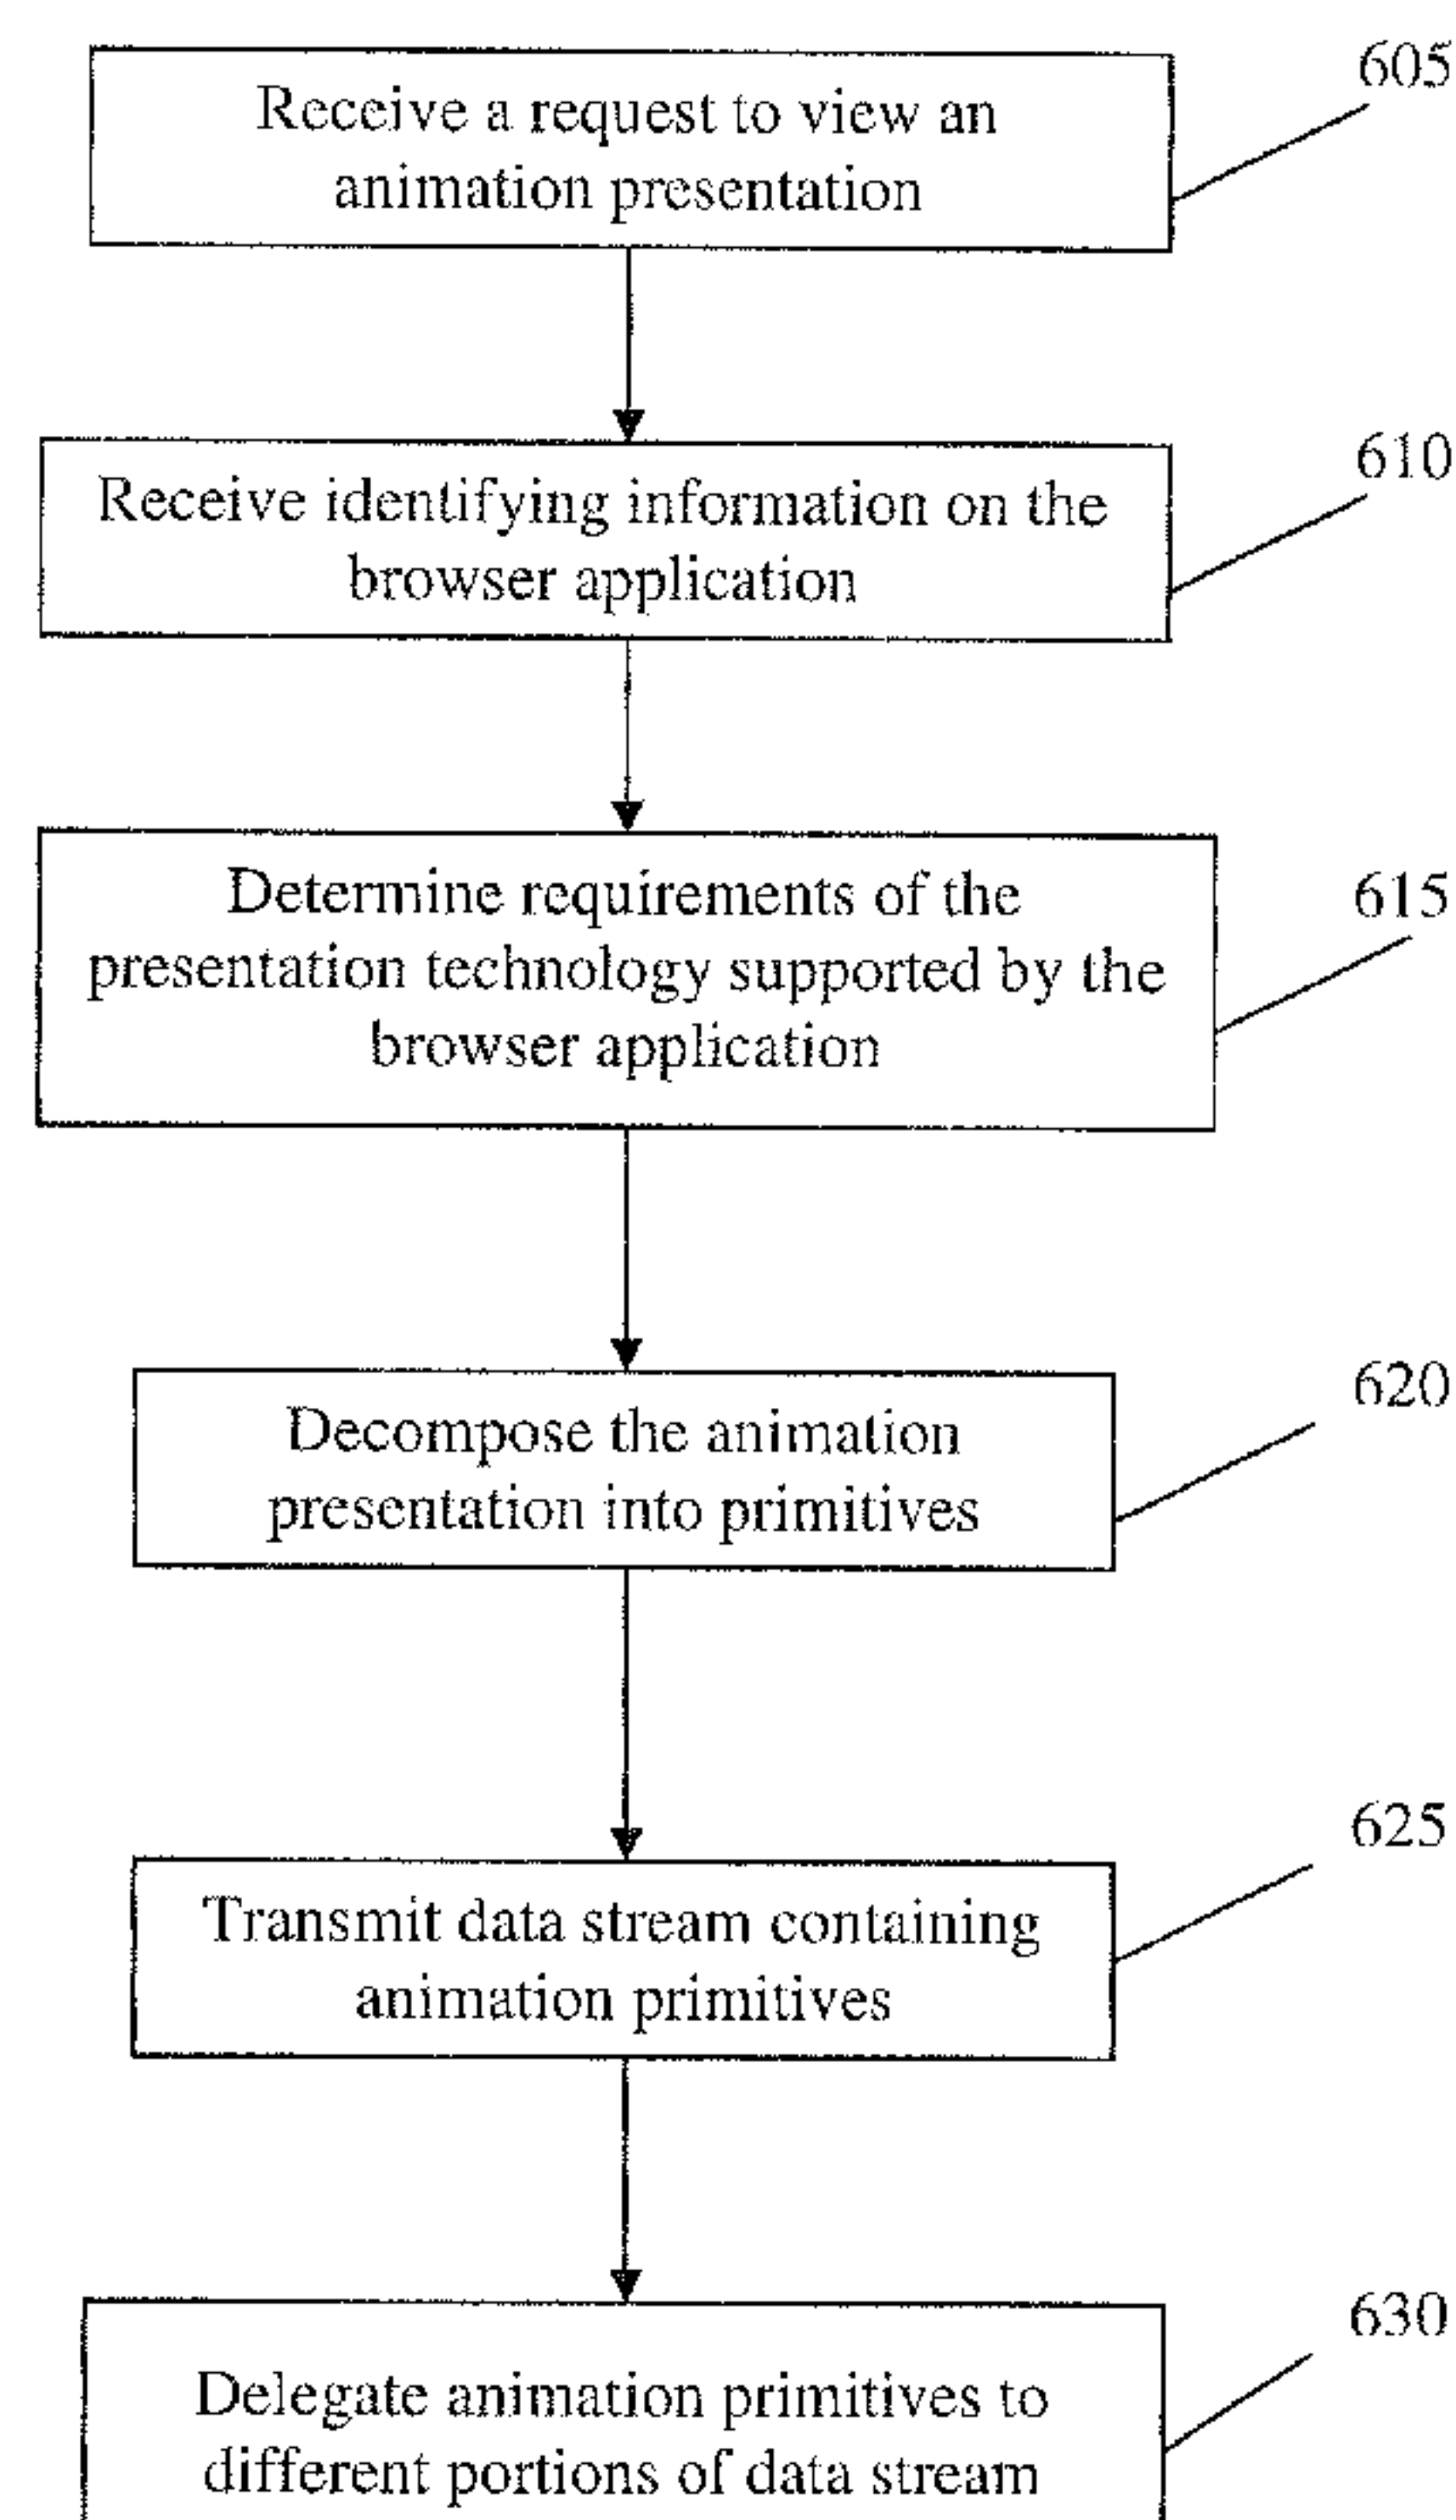 605
Receive a request to view an
animation presentation
610
Receive identifying information on the
browser application
615
Determine requirements of the
presentation technology supported by the
browser application
620
Decompose the animation
presentation into primitives
625
Transmit data stream containing
animation primitives
630
Delegate animation primitives to
different portions of data stream